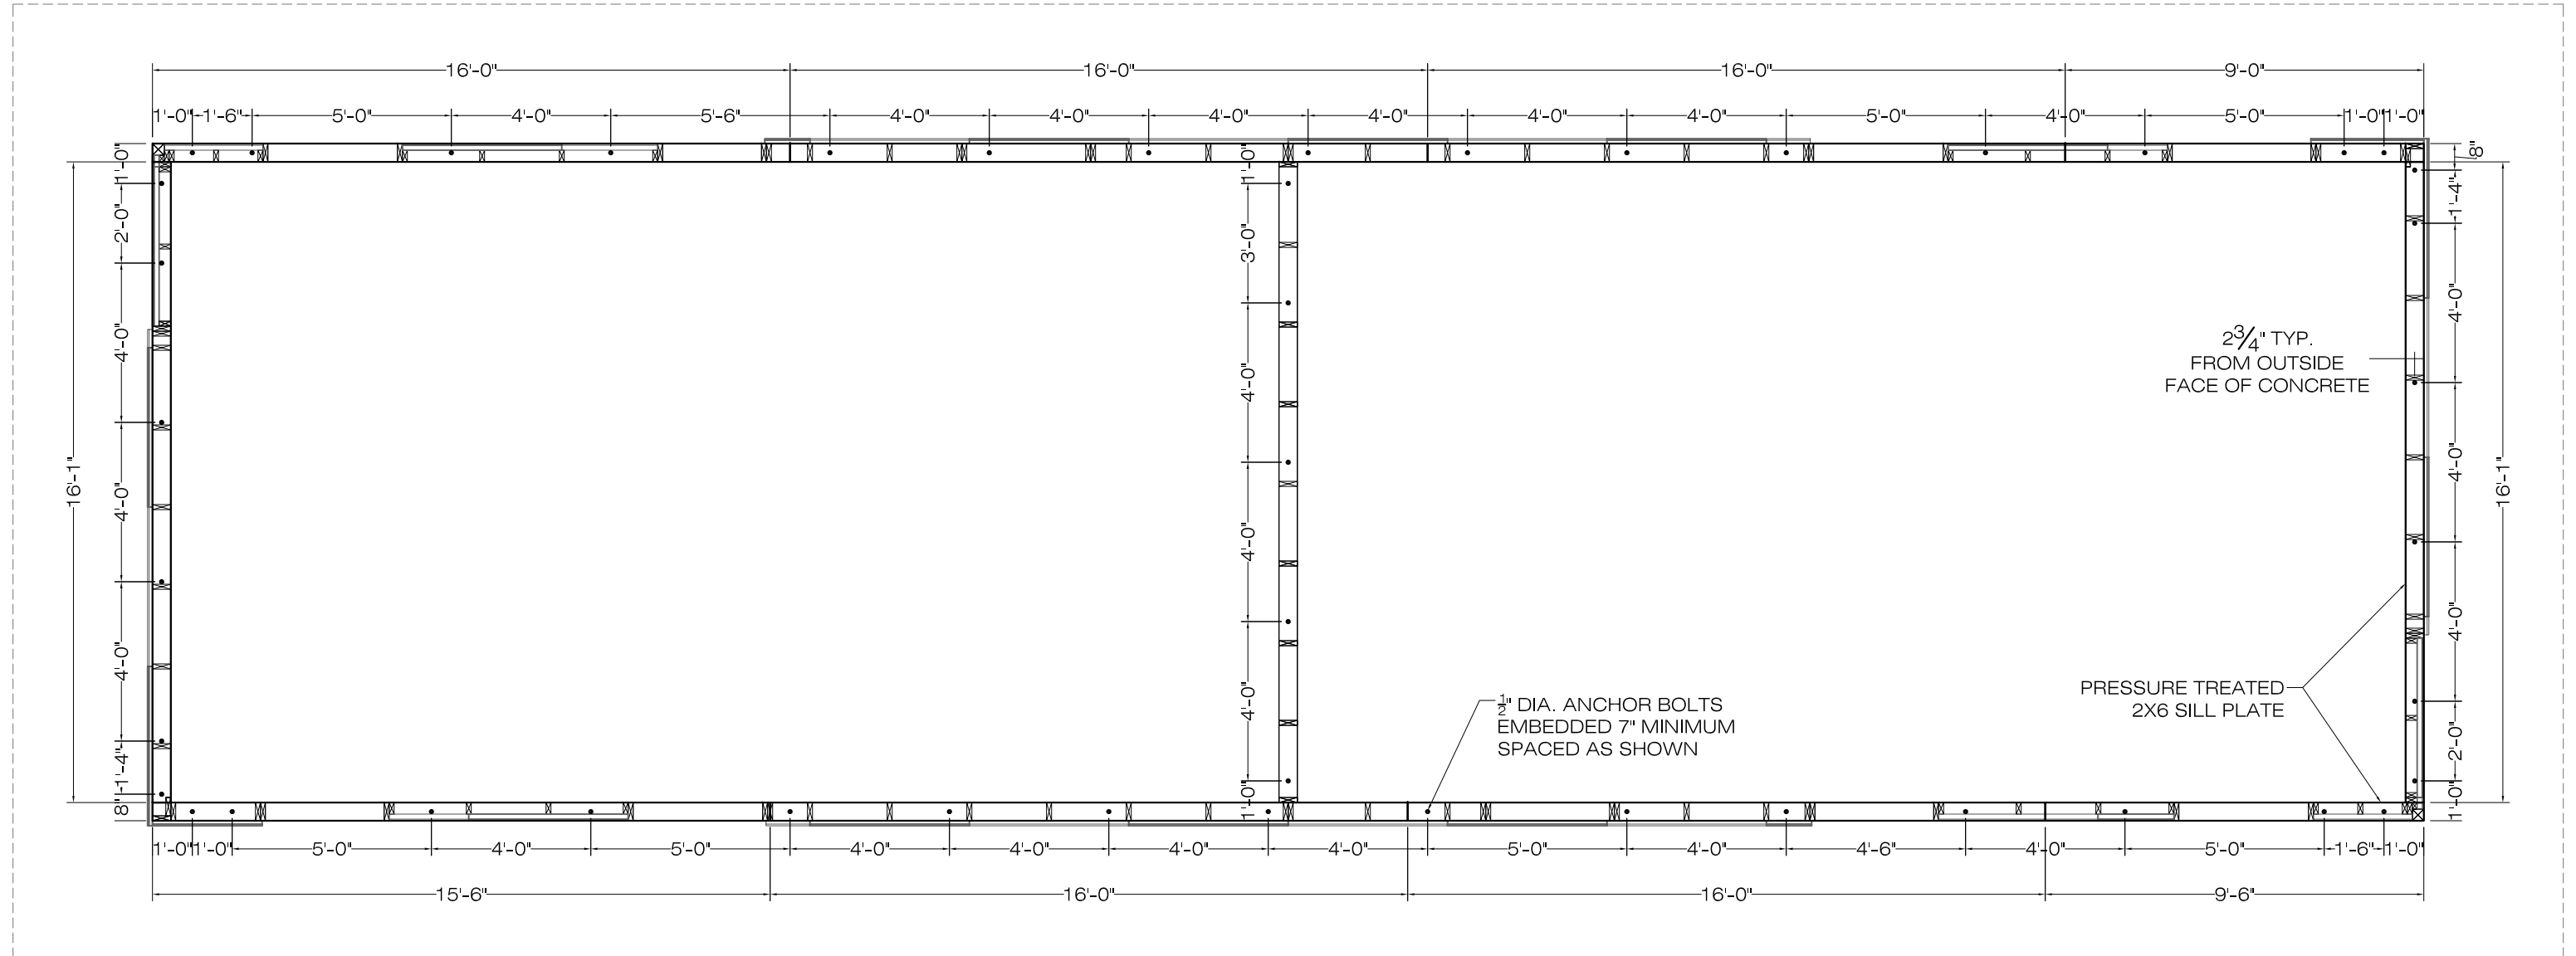 16'-0" 16'-0" 16'-0" 9'-0"
1'-0" 1'-6" 5'-0" 4'-0" 5'-6" 4'-0" 4'-0" 4'-0" 4'-0" 4'-0" 4'-0" 5'-0" 4'-0" 5'-0" 1'-0" 1'-0"
16'-1"
1'-0"
2'-0"
4'-0"
4'-0"
4'-0"
1'-4"
8"
1'-0"
3'-0"
4'-0"
4'-0"
4'-0"
1'-0"
8"
1'-4"
4'-0"
4'-0"
4'-0"
2'-0"
1'-0"
16'-1"
2 3/4" TYP.
FROM OUTSIDE
FACE OF CONCRETE
PRESSURE TREATED
2X6 SILL PLATE
1/2" DIA. ANCHOR BOLTS
EMBEDDED 7" MINIMUM
SPACED AS SHOWN
1'-0" 1'-0" 5'-0" 4'-0" 5'-0" 4'-0" 4'-0" 4'-0" 4'-0" 5'-0" 4'-0" 4'-6" 4'-0" 5'-0" 1'-6" 1'-0"
15'-6" 16'-0" 16'-0" 9'-6"